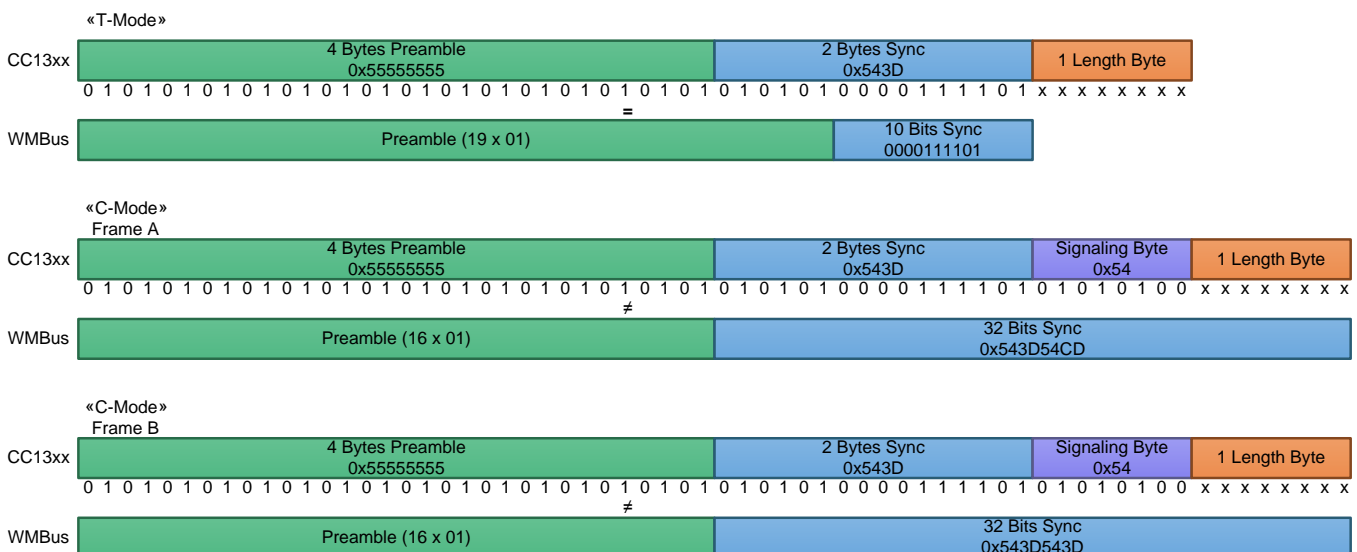 «T-Mode»
CC13xx
4 Bytes Preamble
0x55555555
2 Bytes Sync
0x543D
1 Length Byte
0 1 0 1 0 1 0 1 0 1 0 1 0 1 0 1 0 1 0 1 0 1 0 1 0 1 0 1 0 1 0 1 0 1 0 1 0 1 0 0 0 0 1 1 1 1 0 1 x x x x x x x x
=
WMBus
Preamble (19 x 01)
10 Bits Sync
0000111101
«C-Mode»
Frame A
CC13xx
4 Bytes Preamble
0x55555555
2 Bytes Sync
0x543D
Signaling Byte
0x54
1 Length Byte
0 1 0 1 0 1 0 1 0 1 0 1 0 1 0 1 0 1 0 1 0 1 0 1 0 1 0 1 0 1 0 1 0 1 0 1 0 1 0 0 0 0 1 1 1 1 0 1 0 1 0 1 0 1 0 0 x x x x x x x x
≠
WMBus
Preamble (16 x 01)
32 Bits Sync
0x543D54CD
«C-Mode»
Frame B
CC13xx
4 Bytes Preamble
0x55555555
2 Bytes Sync
0x543D
Signaling Byte
0x54
1 Length Byte
0 1 0 1 0 1 0 1 0 1 0 1 0 1 0 1 0 1 0 1 0 1 0 1 0 1 0 1 0 1 0 1 0 1 0 1 0 1 0 0 0 0 1 1 1 1 0 1 0 1 0 1 0 1 0 0 x x x x x x x x
≠
WMBus
Preamble (16 x 01)
32 Bits Sync
0x543D543D